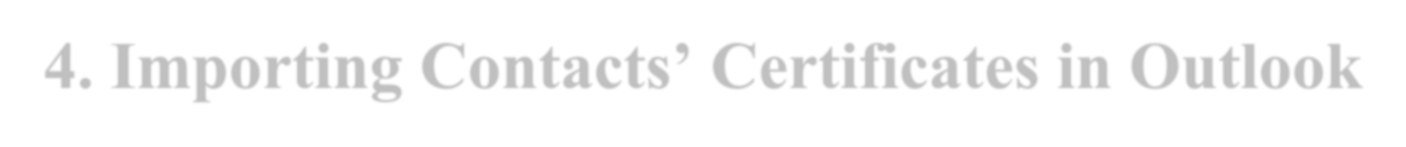 4. Importing Contacts’ Certificates in Outlook